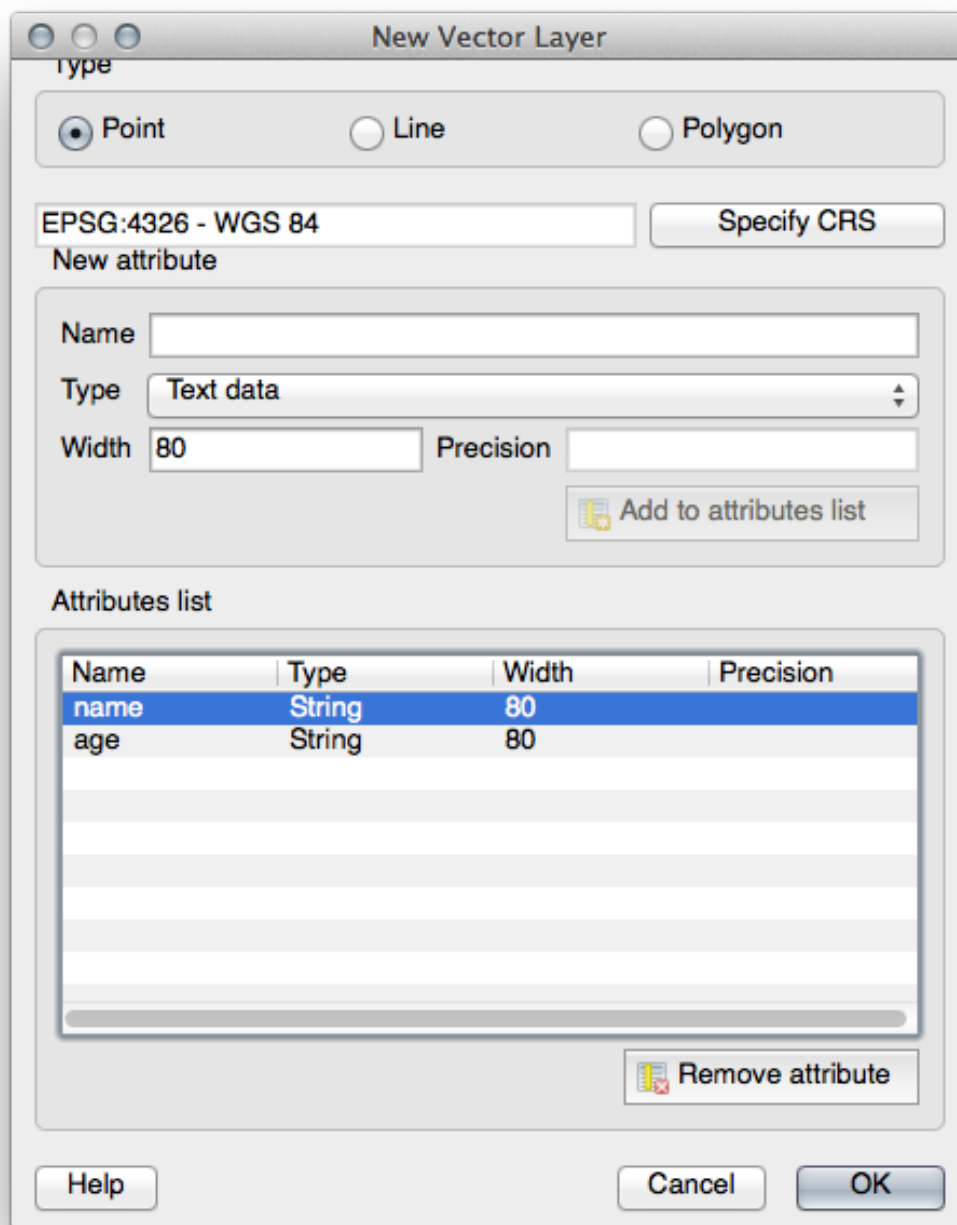 New Vector Layer
Type
Point Line Polygon
EPSG:4326 - WGS 84 Specify CRS
New attribute
Name
Type Text data
Width 80 Precision
Add to attributes list
Attributes list
Name Type Width Precision
name String 80
age String 80
Remove attribute
Help Cancel OK